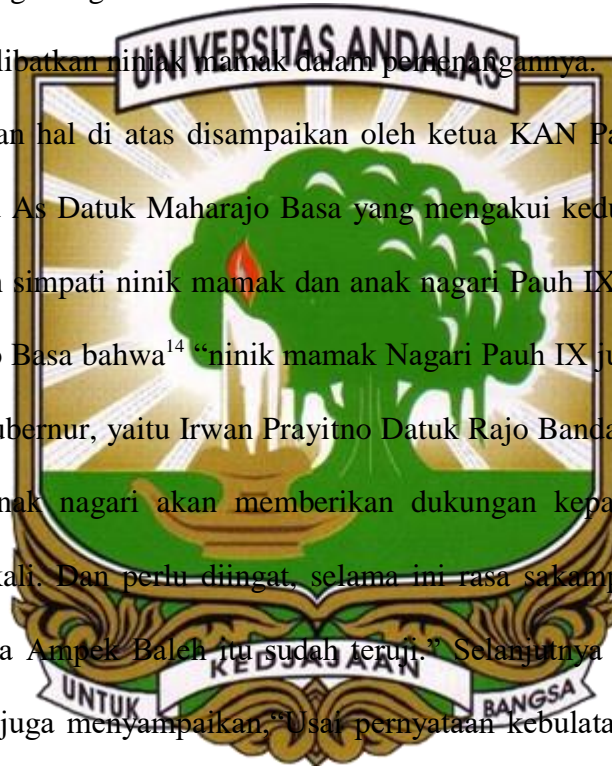 UNIVERSITAS ANDALAS
libatkan niniak mamak dalam pemenangannya.
an hal di atas disampaikan oleh ketua KAN Pa
As Datuk Maharajo Basa yang mengakui kedu
simpati ninik mamak dan anak nagari Pauh IX
Basa bahwa14 “ninik mamak Nagari Pauh IX ju
ubernur, yaitu Irwan Prayitno Datuk Rajo Banda
nak nagari akan memberikan dukungan kepa
kali. Dan perlu diingat, selama ini rasa sakamp
a Ampek Baleh itu sudah teruji.” Selanjutnya
KEDJAJAAN
UNTUK BANGSA
juga menyampaikan,“Usai pernyataan kebulata